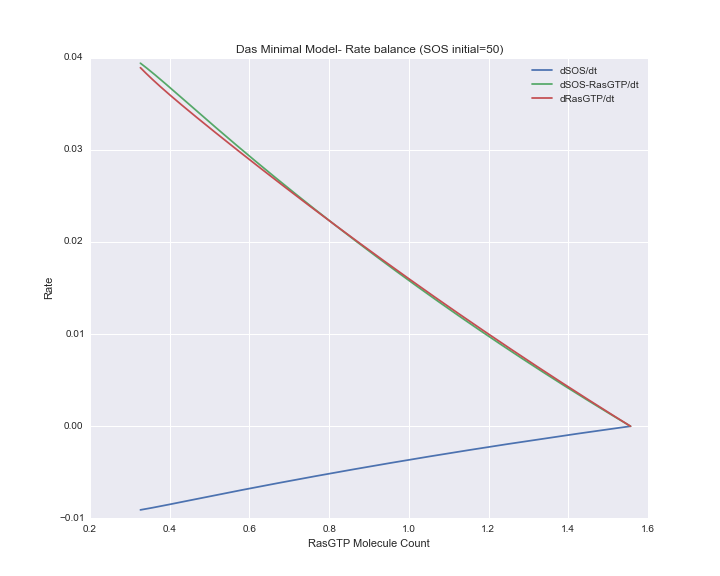 Das Minimal Model- Rate balance (SOS initial=50)
0.04
0.03
0.02
0.01
0.00
−0.01
Rate
dSOS/dt
dSOS-RasGTP/dt
dRasGTP/dt
0.2 0.4 0.6 0.8 1.0 1.2 1.4 1.6
RasGTP Molecule Count